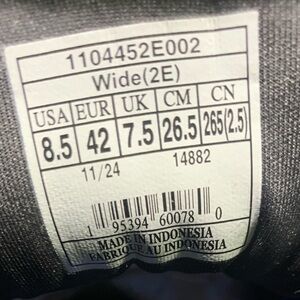 1104452E002
Wide(2E)
USA EUR UK CM CN
8.5 42 7.5 26.5 265(2.5)
11/24 14882
1 95394 60078 0
MADE IN INDONESIA
FABRIQUE AU INDONESIA